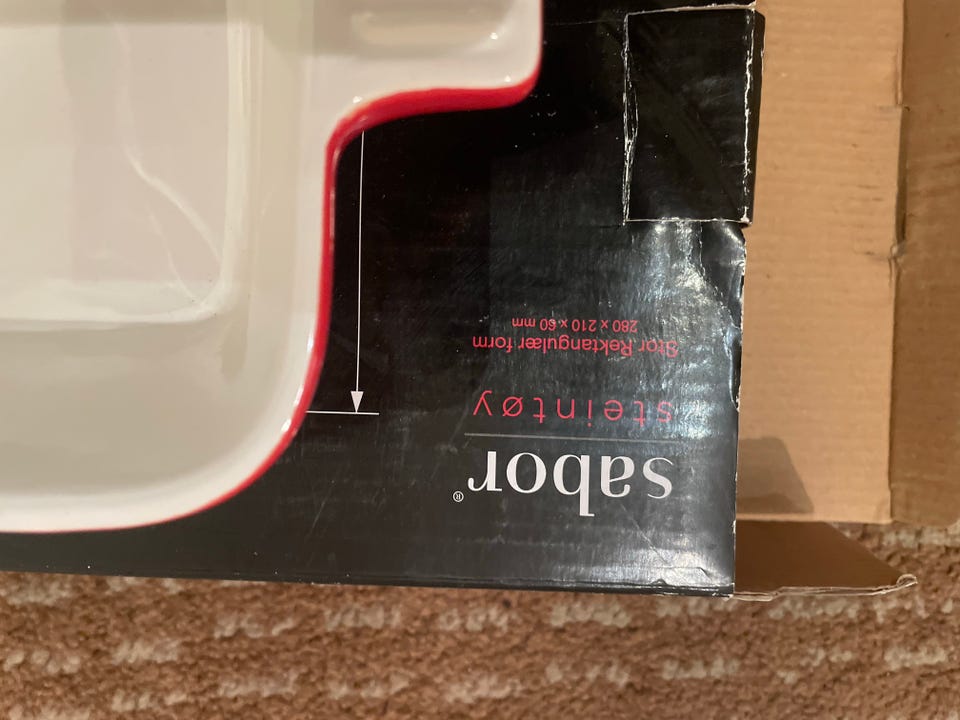 sabor®
steintøy
Stor Rektangulær form
280 x 210 x 60 mm